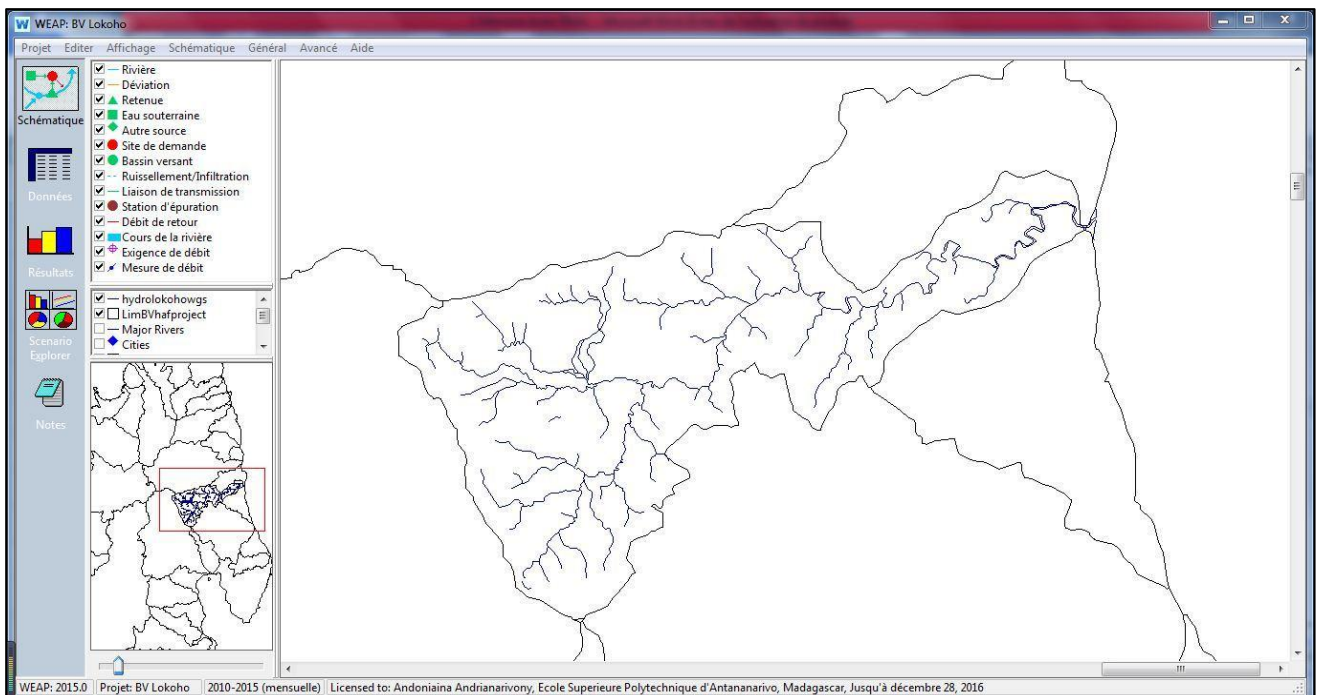 WEAP: BV Lokoho
Projet Editer Affichage Schématique Général Avancé Aide
Schématique
Données
Résultats
Scenario
Explorer
Notes
Rivière
Déviation
Retenue
Eau souterraine
Autre source
Site de demande
Bassin versant
Ruissellement/Infiltration
Liaison de transmission
Station d'épuration
Débit de retour
Cours de la rivière
Exigence de débit
Mesure de débit
hydrolokohowgs
LimBVhafproject
Major Rivers
Cities
WEAP: 2015.0 Projet: BV Lokoho 2010-2015 (mensuelle) Licensed to: Andoniaina Andrianarivony, Ecole Superieure Polytechnique d'Antananarivo, Madagascar, Jusqu'à décembre 28, 2016